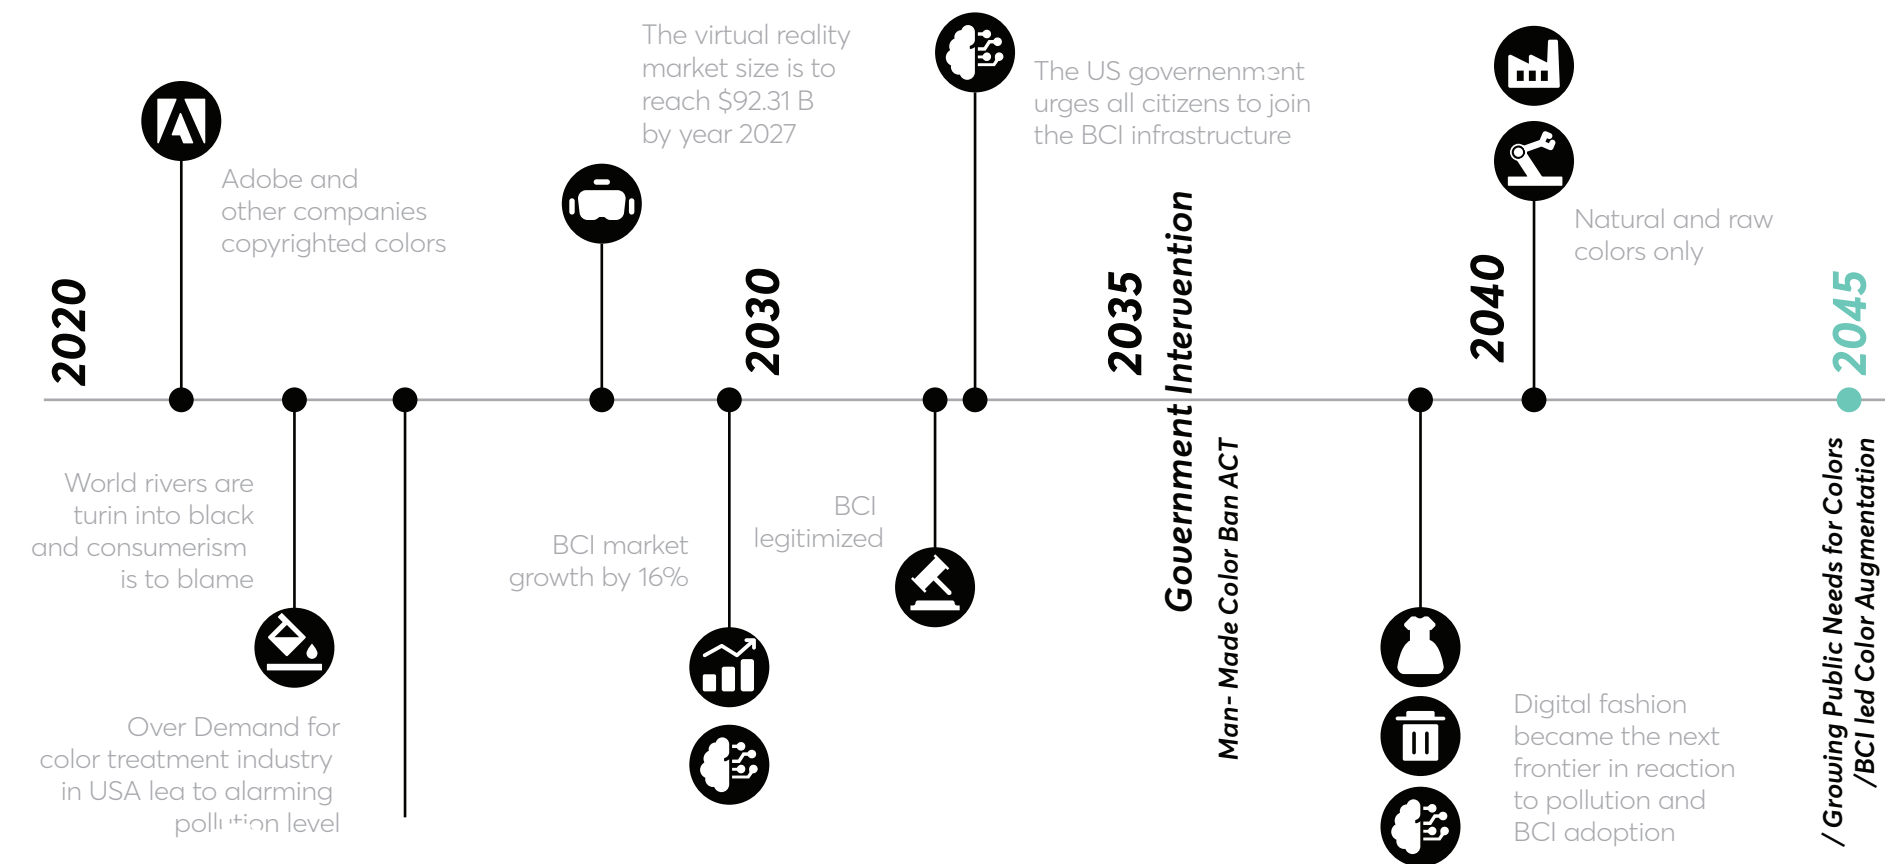 2020
Adobe and
other companies
copyrighted colors
World rivers are
turin into black
and consumerism
is to blame
Over Demand for
color treatment industry
in USA lea to alarming
pollution level
The virtual reality
market size is to
reach $92.31 B
by year 2027
2030
BCI market
growth by 16%
BCI
legitimized
The US governenment
urges all citizens to join
the BCI infrastructure
2035
Government Intervention
Man- Made Color Ban ACT
2040
Natural and raw
colors only
Digital fashion
became the next
frontier in reaction
to pollution and
BCI adoption
2045
/ Growing Public Needs for Colors
/BCI led Color Augmentation